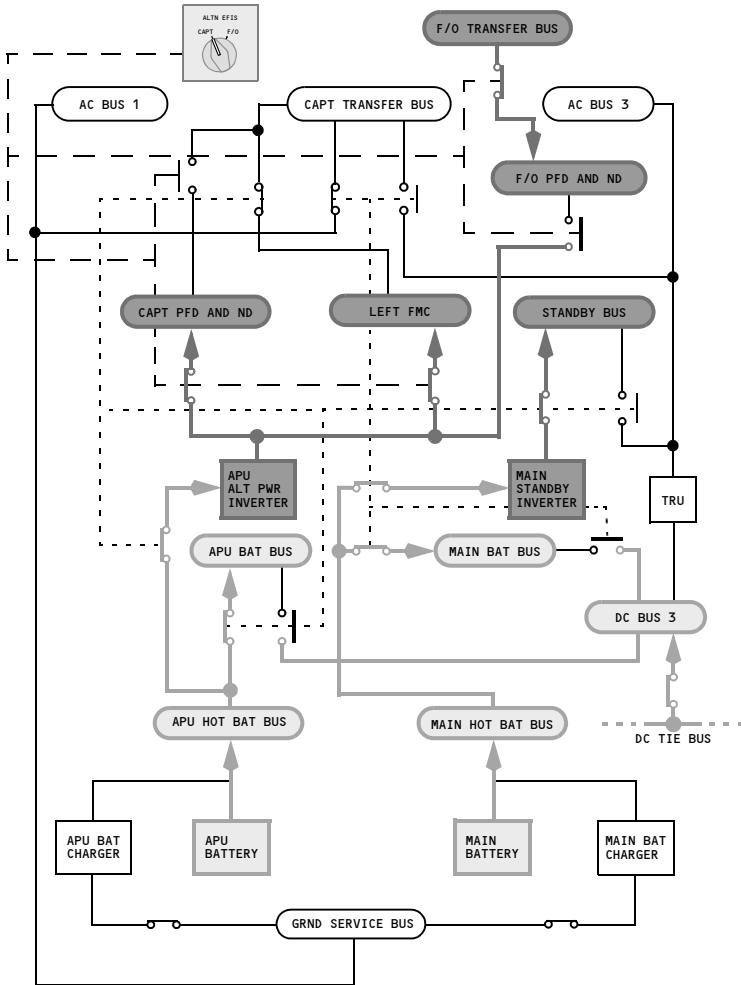 ALTN EFIS
CAPT F/O
F/O TRANSFER BUS
AC BUS 1
CAPT TRANSFER BUS
AC BUS 3
F/O PFD AND ND
CAPT PFD AND ND
LEFT FMC
STANDBY BUS
APU
ALT PWR
INVERTER
MAIN
STANDBY
INVERTER
TRU
APU BAT BUS
MAIN BAT BUS
DC BUS 3
APU HOT BAT BUS
MAIN HOT BAT BUS
DC TIE BUS
APU BAT
CHARGER
APU
BATTERY
MAIN
BATTERY
MAIN BAT
CHARGER
GRND SERVICE BUS